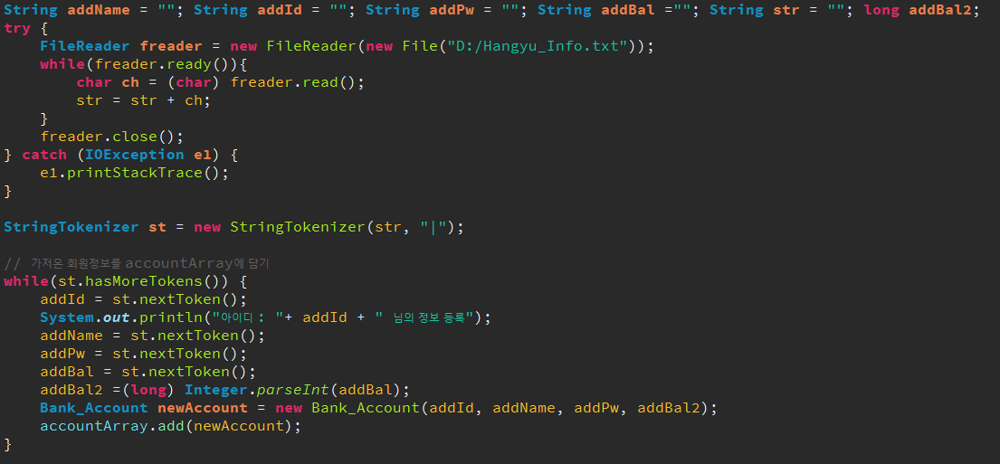 String addName = ""; String addId = ""; String addPw = ""; String addBal =""; String str = ""; long addBal2;
try {
    FileReader freader = new FileReader(new File("D:/Hangyu_Info.txt"));
    while(freader.ready()){
        char ch = (char) freader.read();
        str = str + ch;
    }
    freader.close();
} catch (IOException e1) {
    e1.printStackTrace();
}

StringTokenizer st = new StringTokenizer(str, "|");

// 가져온 회원정보를 accountArray에 담기
while(st.hasMoreTokens()) {
    addId = st.nextToken();
    System.out.println("아이디 : "+ addId + " 님의 정보 등록");
    addName = st.nextToken();
    addPw = st.nextToken();
    addBal = st.nextToken();
    addBal2 =(long) Integer.parseInt(addBal);
    Bank_Account newAccount = new Bank_Account(addId, addName, addPw, addBal2);
    accountArray.add(newAccount);
}